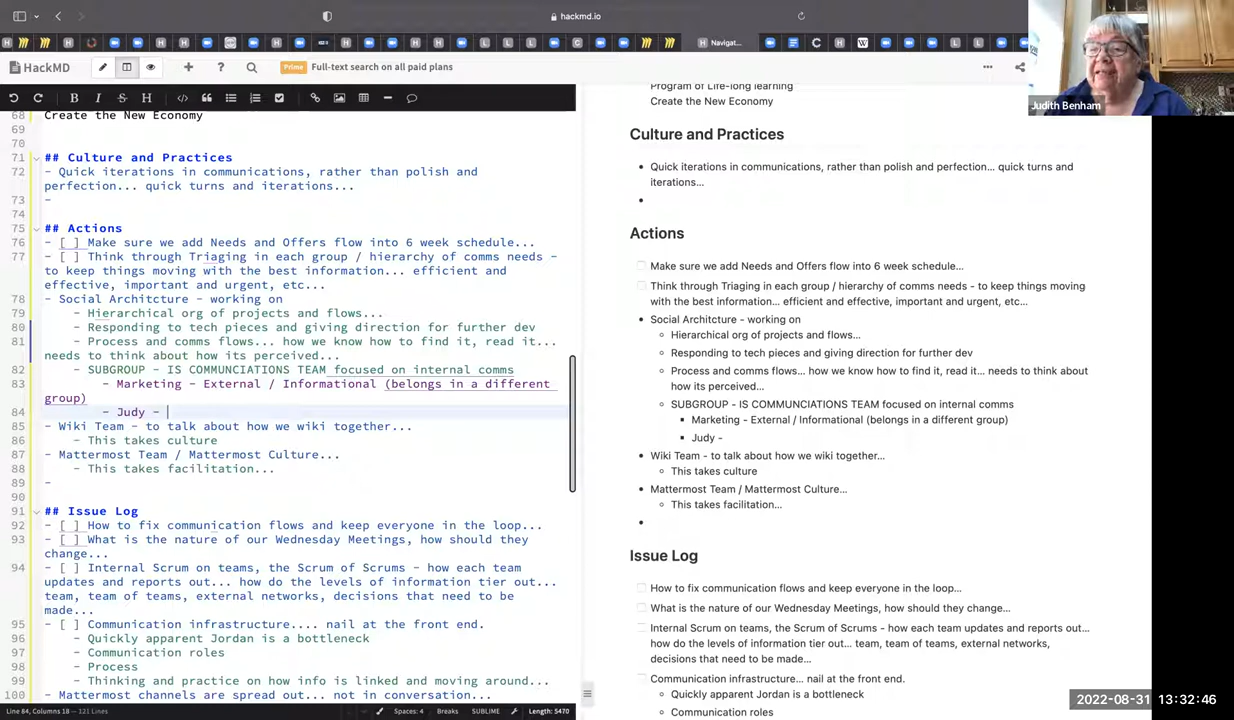 hackmd.io
Navigat...
HackMD
Prime Full-text search on all paid plans
Judith Benham
68 Create the New Economy
69
70
71 ## Culture and Practices
72 - Quick iterations in communications, rather than polish and
perfection... quick turns and iterations...
73 -
74
75 ## Actions
76 - [ ] Make sure we add Needs and Offers flow into 6 week schedule...
77 - [ ] Think through Triaging in each group / hierarchy of comms needs -
to keep things moving with the best information... efficient and
effective, important and urgent, etc...
78 - Social Architcture - working on
79 - Hierarchical org of projects and flows...
80 - Responding to tech pieces and giving direction for further dev
81 - Process and comms flows... how we know how to find it, read it...
needs to think about how its perceived...
82 - SUBGROUP - IS COMMUNCIATIONS TEAM focused on internal comms
83 - Marketing - External / Informational (belongs in a different
group)
84 - Judy -
85 - Wiki Team - to talk about how we wiki together...
86 - This takes culture
87 - Mattermost Team / Mattermost Culture...
88 - This takes facilitation...
89 -
90
91 ## Issue Log
92 - [ ] How to fix communication flows and keep everyone in the loop...
93 - [ ] What is the nature of our Wednesday Meetings, how should they
change...
94 - [ ] Internal Scrum on teams, the Scrum of Scrums - how each team
updates and reports out... how do the levels of information tier out...
team, team of teams, external networks, decisions that need to be
made...
95 - [ ] Communication infrastructure.... nail at the front end.
96 - Quickly apparent Jordan is a bottleneck
97 - Communication roles
98 - Process
99 - Thinking and practice on how info is linked and moving around...
100 - Mattermost channels are spread out... not in conversation...
Line 84, Columns 18 — 121 Lines
Spaces: 4
Breaks
SUBLIME
Length: 5470
Program of Life-long learning
Create the New Economy
Culture and Practices
Quick iterations in communications, rather than polish and perfection... quick turns and
iterations...
Actions
Make sure we add Needs and Offers flow into 6 week schedule...
Think through Triaging in each group / hierarchy of comms needs - to keep things moving
with the best information... efficient and effective, important and urgent, etc...
Social Architcture - working on
Hierarchical org of projects and flows...
Responding to tech pieces and giving direction for further dev
Process and comms flows... how we know how to find it, read it... needs to think about
how its perceived...
SUBGROUP - IS COMMUNCIATIONS TEAM focused on internal comms
Marketing - External / Informational (belongs in a different group)
Judy -
Wiki Team - to talk about how we wiki together...
This takes culture
Mattermost Team / Mattermost Culture...
This takes facilitation...
Issue Log
How to fix communication flows and keep everyone in the loop...
What is the nature of our Wednesday Meetings, how should they change...
Internal Scrum on teams, the Scrum of Scrums - how each team updates and reports out...
how do the levels of information tier out... team, team of teams, external networks,
decisions that need to be made...
Communication infrastructure... nail at the front end.
Quickly apparent Jordan is a bottleneck
Communication roles
2022-08-31 13:32:46